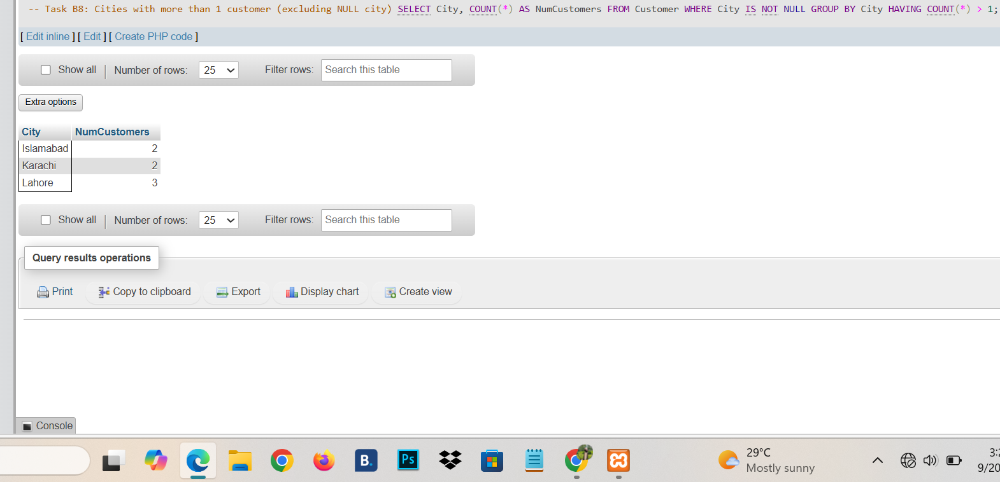 -- Task B8: Cities with more than 1 customer (excluding NULL city) SELECT City, COUNT(*) AS NumCustomers FROM Customer WHERE City IS NOT NULL GROUP BY City HAVING COUNT(*) > 1;
[ Edit inline ] [ Edit ] [ Create PHP code ]
Show all | Number of rows: 25 Filter rows: Search this table
Extra options
City NumCustomers
Islamabad 2
Karachi 2
Lahore 3
Show all | Number of rows: 25 Filter rows: Search this table
Query results operations
Print Copy to clipboard Export Display chart Create view
Console
B. Ps
29°C
Mostly sunny
3:
9/20